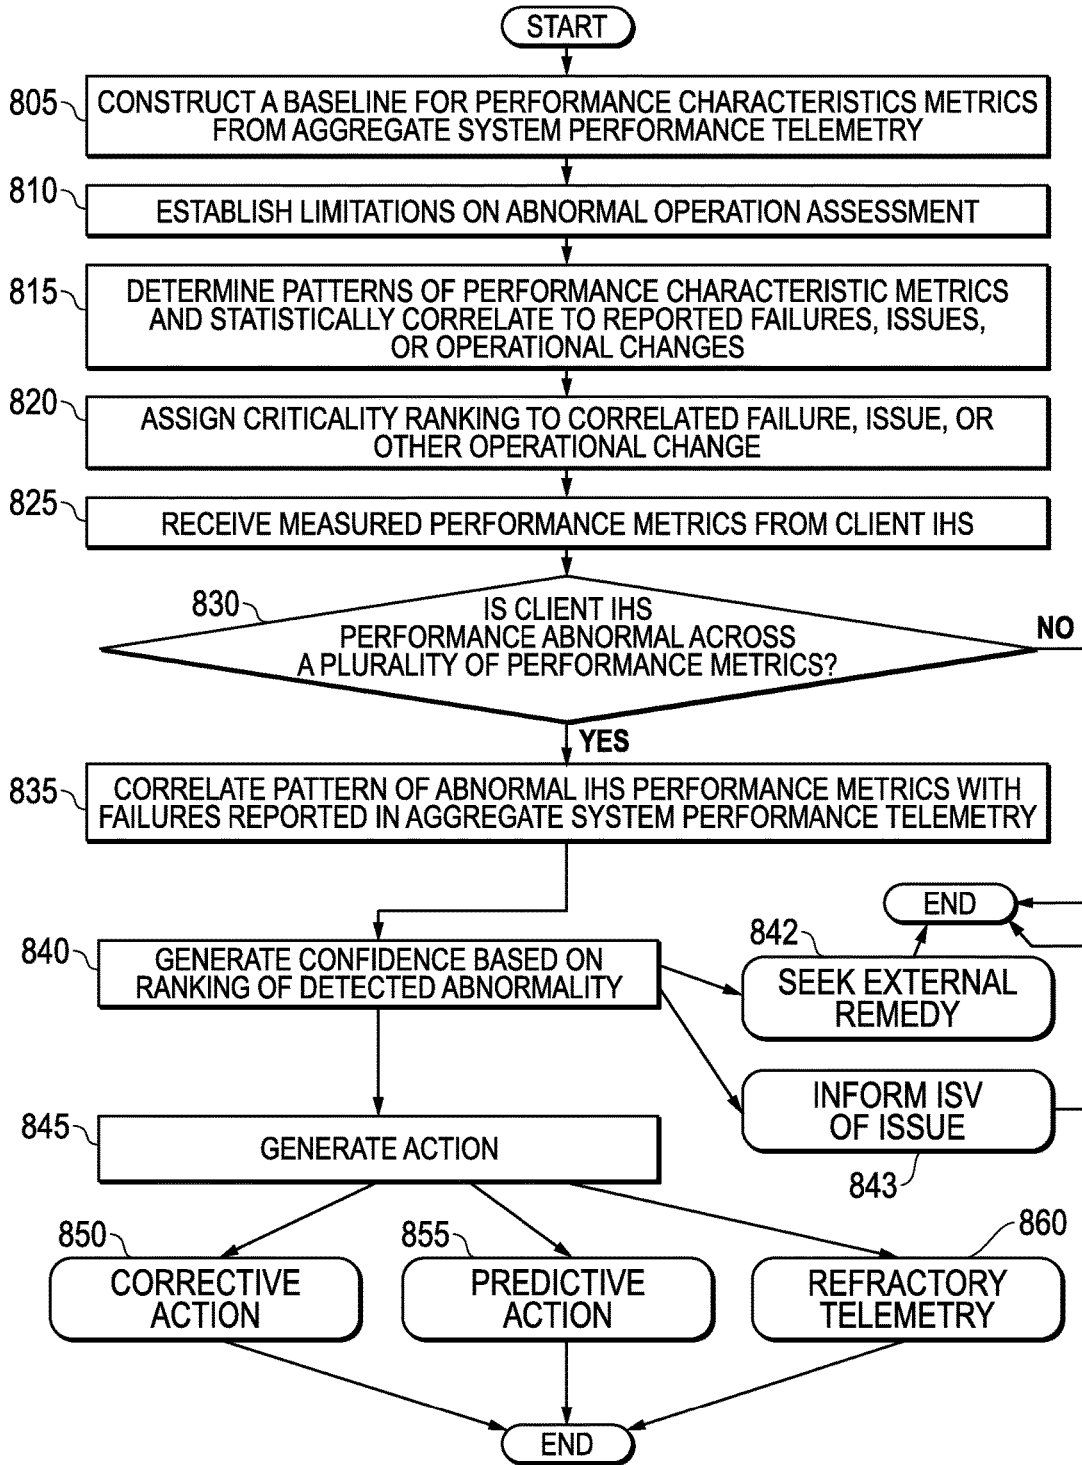 START
805
CONSTRUCT A BASELINE FOR PERFORMANCE CHARACTERISTICS METRICS
FROM AGGREGATE SYSTEM PERFORMANCE TELEMETRY
810
ESTABLISH LIMITATIONS ON ABNORMAL OPERATION ASSESSMENT
815
DETERMINE PATTERNS OF PERFORMANCE CHARACTERISTIC METRICS
AND STATISTICALLY CORRELATE TO REPORTED FAILURES, ISSUES,
OR OPERATIONAL CHANGES
820
ASSIGN CRITICALITY RANKING TO CORRELATED FAILURE, ISSUE, OR
OTHER OPERATIONAL CHANGE
825
RECEIVE MEASURED PERFORMANCE METRICS FROM CLIENT IHS
830
IS CLIENT IHS
PERFORMANCE ABNORMAL ACROSS
A PLURALITY OF PERFORMANCE METRICS?
NO
YES
835
CORRELATE PATTERN OF ABNORMAL IHS PERFORMANCE METRICS WITH
FAILURES REPORTED IN AGGREGATE SYSTEM PERFORMANCE TELEMETRY
END
840
GENERATE CONFIDENCE BASED ON
RANKING OF DETECTED ABNORMALITY
842
SEEK EXTERNAL
REMEDY
INFORM ISV
OF ISSUE
843
845
GENERATE ACTION
850
CORRECTIVE
ACTION
855
PREDICTIVE
ACTION
860
REFRACTORY
TELEMETRY
END